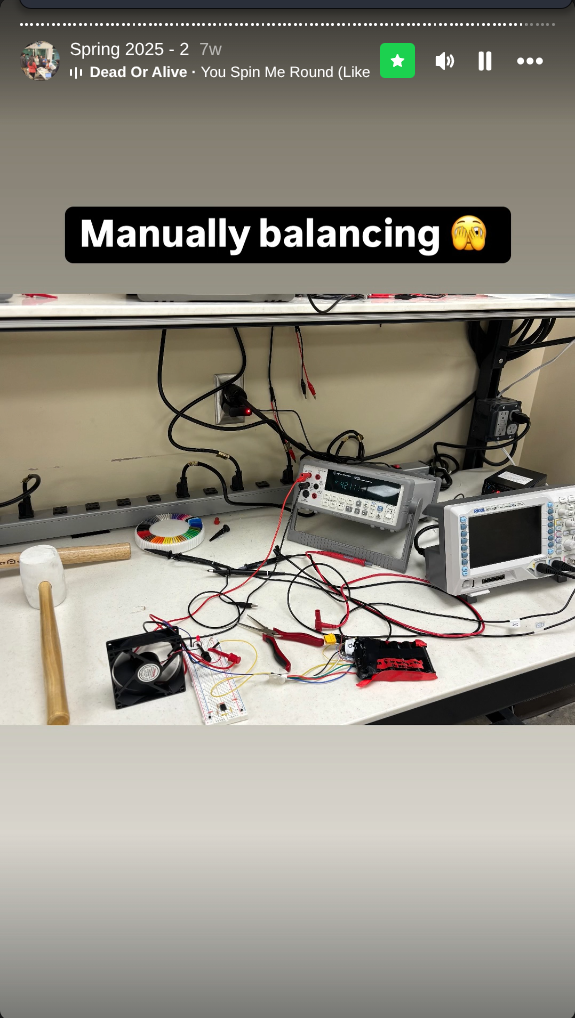 Spring 2025 - 2 7w
Dead Or Alive · You Spin Me Round (Like
Manually balancing 🫣